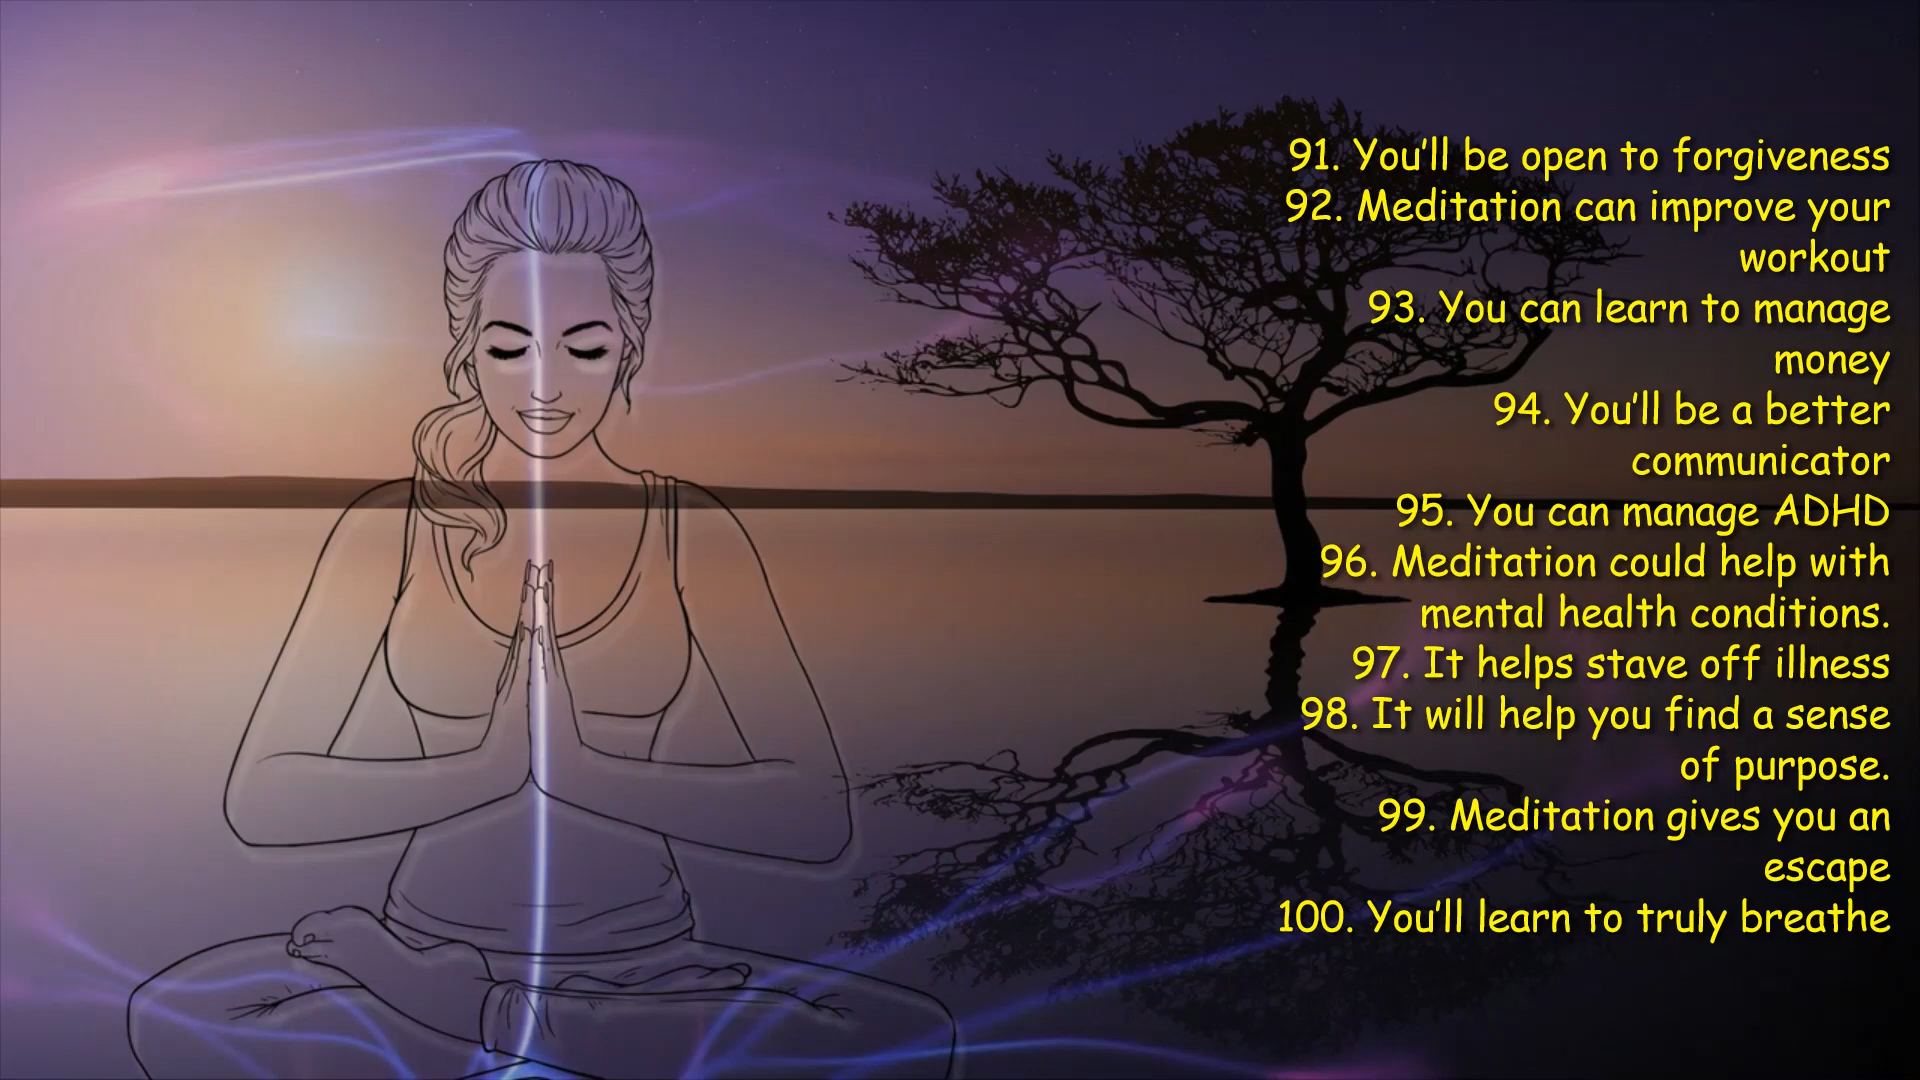 91. You’ll be open to forgiveness
92. Meditation can improve your
workout
93. You can learn to manage
money
94. You’ll be a better
communicator
95. You can manage ADHD
96. Meditation could help with
mental health conditions.
97. It helps stave off illness
98. It will help you find a sense
of purpose.
99. Meditation gives you an
escape
100. You’ll learn to truly breathe